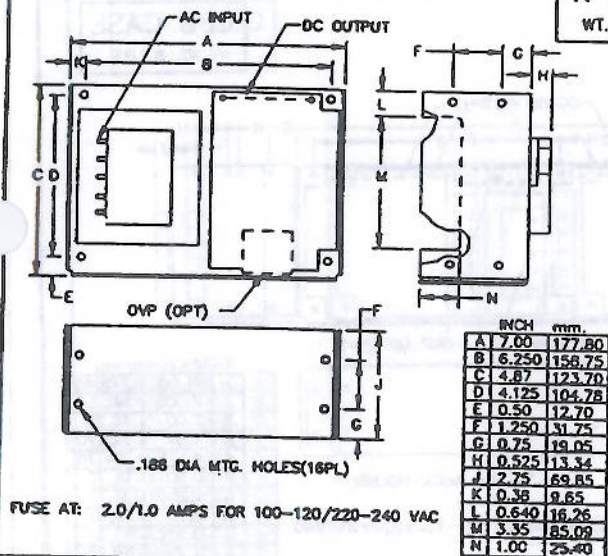 AC INPUT
DC OUTPUT
WT.
A
B
K
C
D
E
F
G
H
L
M
N
OVP (OPT)
F
J
G
.188 DIA MTG. HOLES(16PL)
FUSE AT: 2.0/1.0 AMPS FOR 100-120/220-240 VAC
INCH mm.
A 7.00 177.80
B 6.250 158.75
C 4.87 123.70
D 4.125 104.78
E 0.50 12.70
F 1.250 31.75
G 0.75 19.05
H 0.525 13.34
J 2.75 69.85
K 0.38 9.65
L 0.640 16.26
M 3.35 85.09
N 1.00 25.40